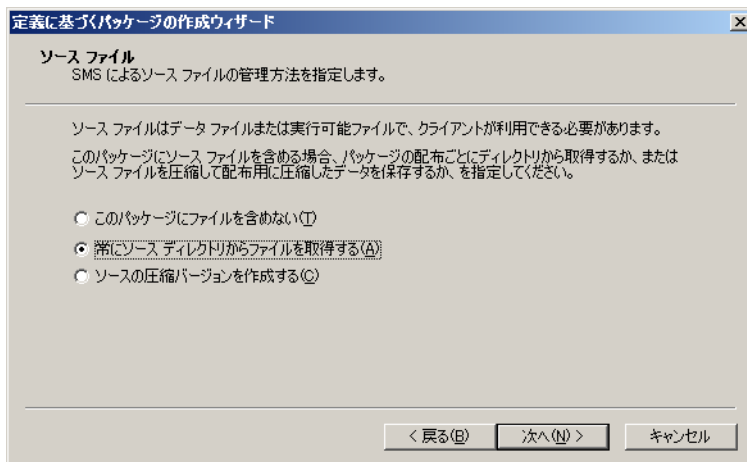 定義に基づくパッケージの作成ウィザード
ソース ファイル
SMS によるソース ファイルの管理方法を指定します。
ソース ファイルはデータ ファイルまたは実行可能ファイルで、クライアントが利用できる必要があります。
このパッケージにソース ファイルを含める場合、パッケージの配布ごとにディレクトリから取得するか、または
ソース ファイルを圧縮して配布用に圧縮したデータを保存するか、を指定してください。
このパッケージにファイルを含めない(T)
常にソース ディレクトリからファイルを取得する(A)
ソースの圧縮バージョンを作成する(C)
< 戻る(B) 次へ(N) > キャンセル